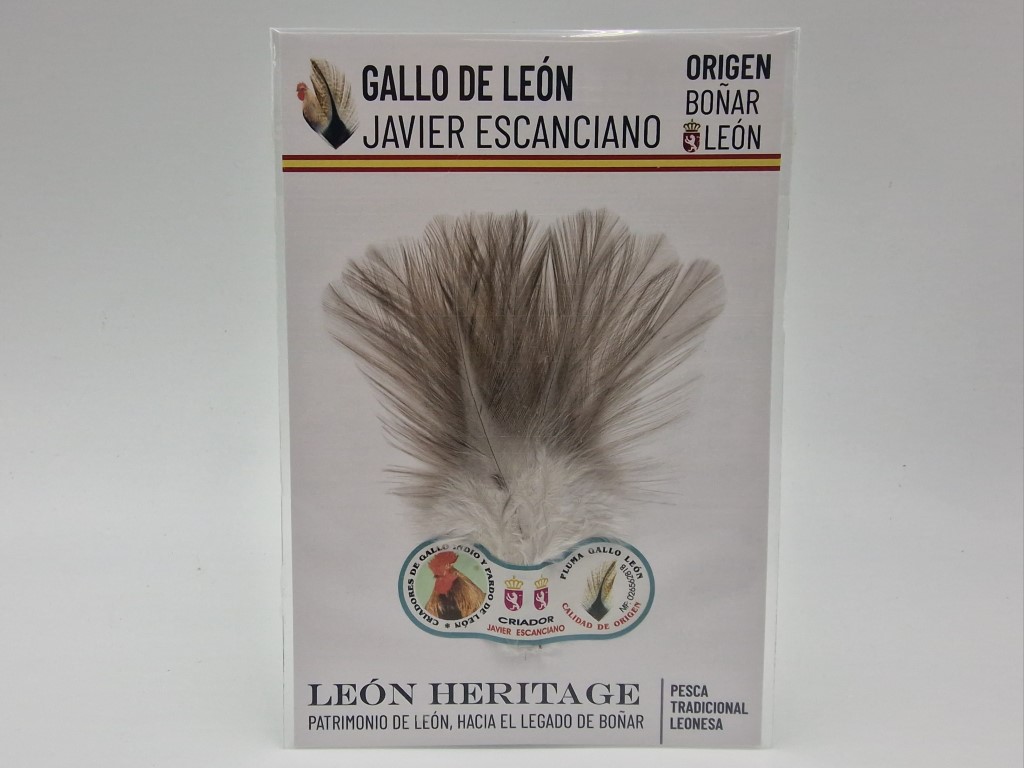 GALLO DE LEÓN
JAVIER ESCANCIANO
ORIGEN
BOÑAR
LEÓN
CRIADORES DE GALLO INDIO Y PARDO DE LEÓN
CRIADOR
JAVIER ESCANCIANO
PLUMA GALLO LEÓN
CALIDAD DE ORIGEN
LEÓN HERITAGE
PATRIMONIO DE LEÓN, HACIA EL LEGADO DE BOÑAR
PESCA
TRADICIONAL
LEONESA